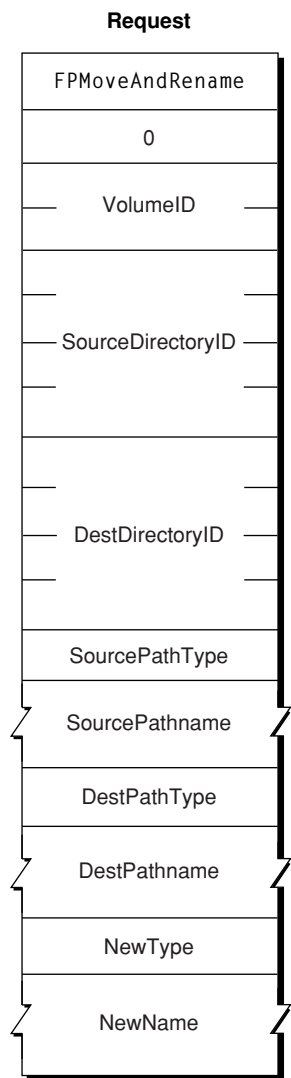 Request
FPMoveAndRename
0
VolumeID
SourceDirectoryID
DestDirectoryID
SourcePathType
SourcePathname
DestPathType
DestPathname
NewType
NewName